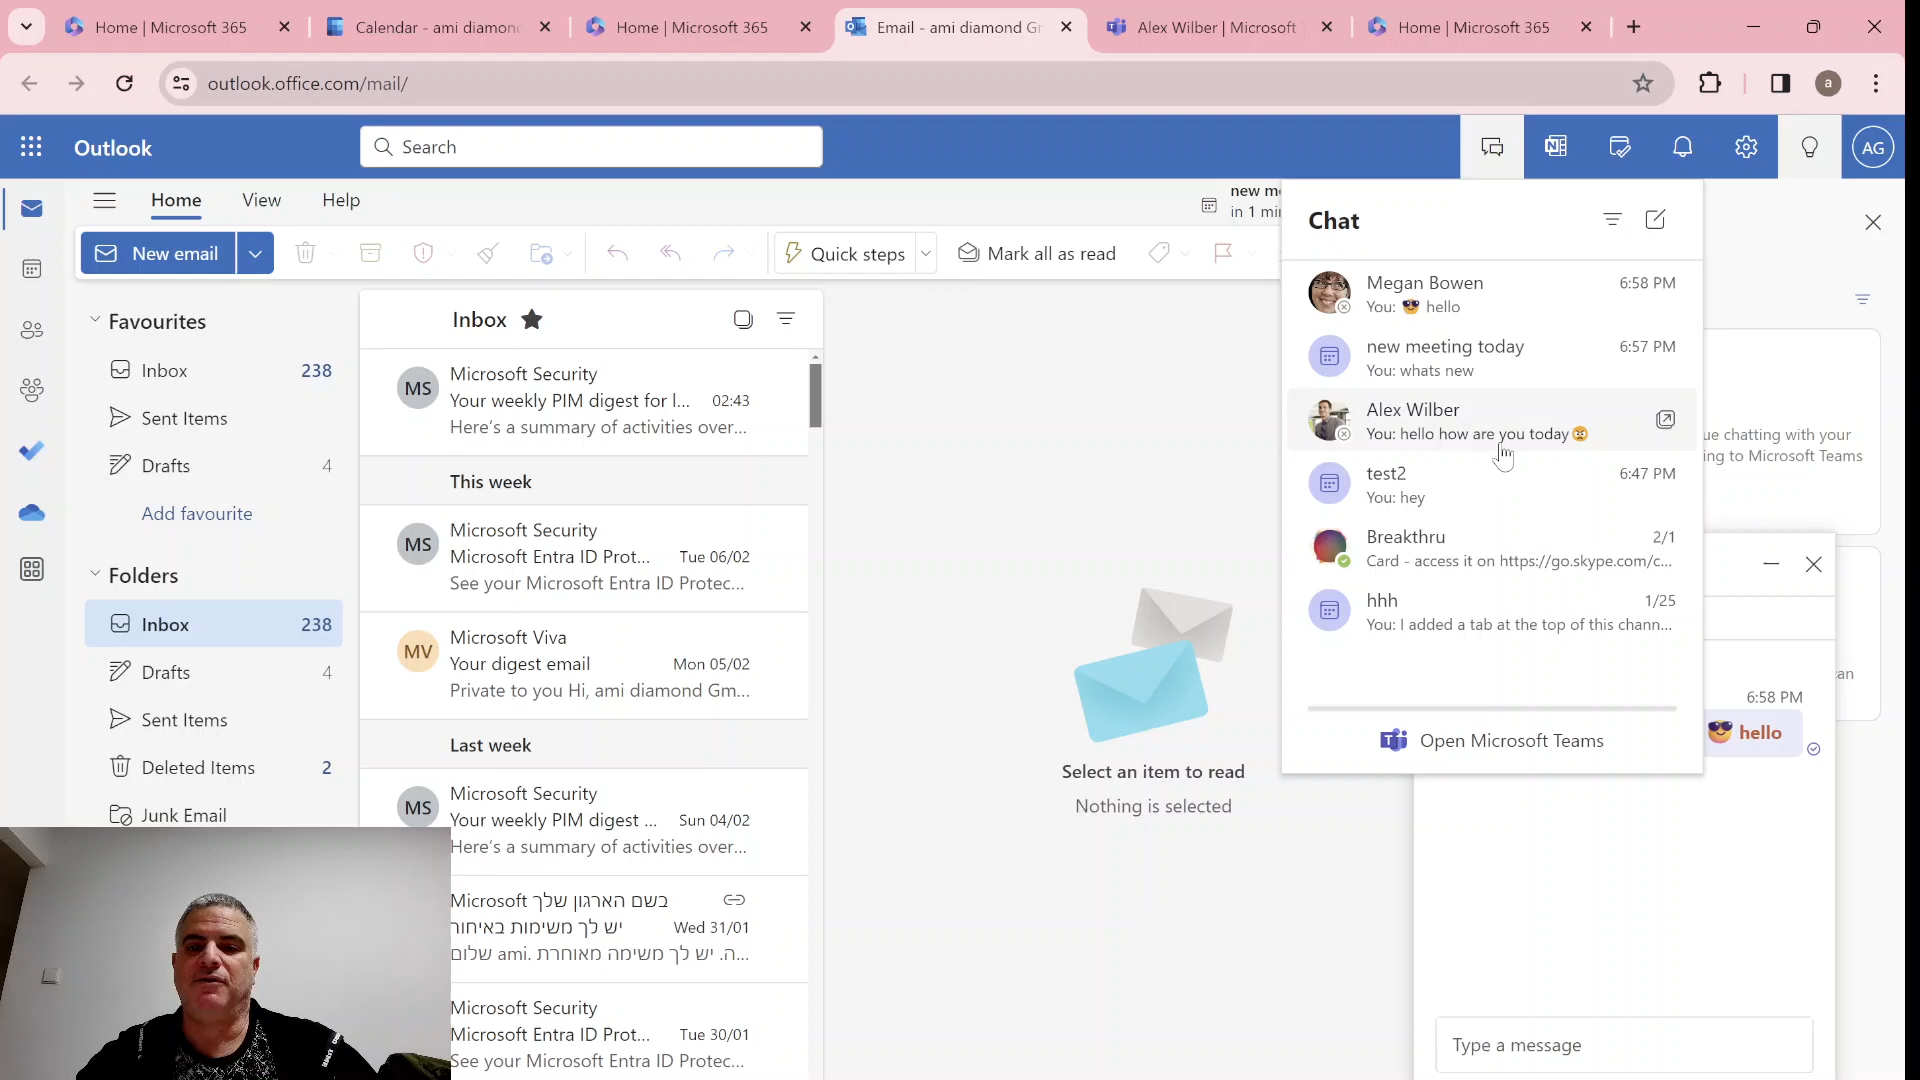 Home | Microsoft 365
Calendar - ami diamond
Home | Microsoft 365
Email - ami diamond Gr
Alex Wilber | Microsoft
Home | Microsoft 365
outlook.office.com/mail/
a
Outlook
Search
AG
Home
View
Help
new me
in 1 min
New email
Quick steps
Mark all as read
Favourites
Inbox 238
Sent Items
Drafts 4
Add favourite
Folders
Inbox 238
Drafts 4
Sent Items
Deleted Items 2
Junk Email
Inbox
MS
Microsoft Security
Your weekly PIM digest for l... 02:43
Here's a summary of activities over...
This week
MS
Microsoft Security
Microsoft Entra ID Prot... Tue 06/02
See your Microsoft Entra ID Protec...
MV
Microsoft Viva
Your digest email Mon 05/02
Private to you Hi, ami diamond Gm...
Last week
MS
Microsoft Security
Your weekly PIM digest ... Sun 04/02
Here's a summary of activities over...
בשם הארגון שלך Microsoft
יש לך משימות באיחור Wed 31/01
שלום ami. יש לך משימה מאוחרת .ה...
Microsoft Security
Microsoft Entra ID Prot... Tue 30/01
See your Microsoft Entra ID Protec...
Select an item to read
Nothing is selected
Chat
Megan Bowen 6:58 PM
You: 😎 hello
new meeting today 6:57 PM
You: whats new
Alex Wilber
You: hello how are you today😠
test2 6:47 PM
You: hey
Breakthru 2/1
Card - access it on https://go.skype.com/c...
hhh 1/25
You: I added a tab at the top of this chann...
Open Microsoft Teams
ue chatting with your
ing to Microsoft Teams
an
6:58 PM
😎 hello
Type a message